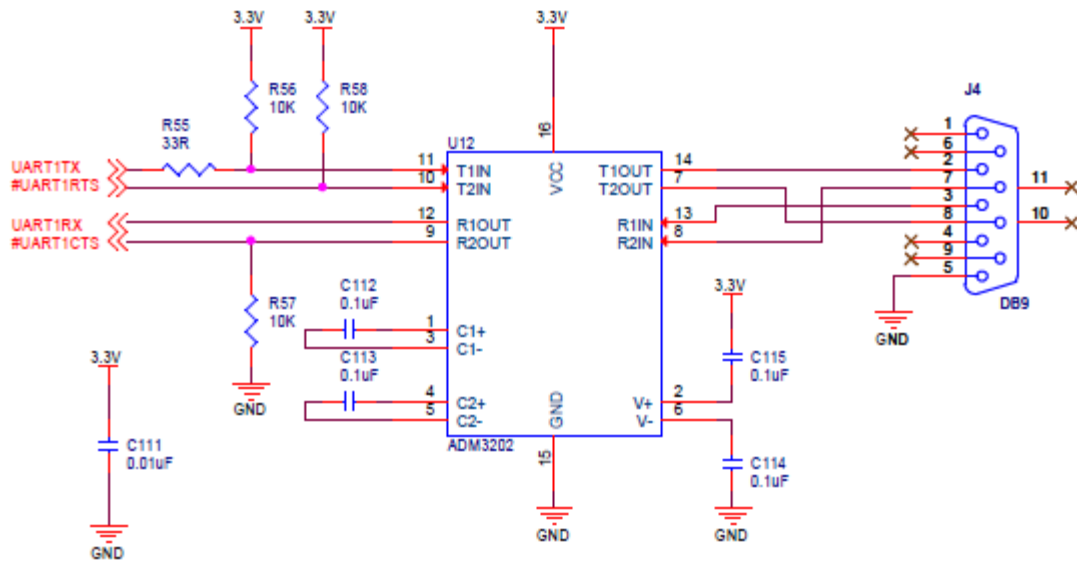 3.3V
3.3V
3.3V
R56
10K
R58
10K
R55
33R
J4
U12
UART1TX
#UART1RTS
UART1RX
#UART1CTS
11
10
12
9
T1IN
T2IN
R1OUT
R2OUT
16
VCC
T1OUT
T2OUT
R1IN
R2IN
14
7
13
8
1
6
2
7
3
8
4
9
5
11
10
DB9
GND
R57
10K
GND
C112
0.1uF
C113
0.1uF
1
3
4
5
C1+
C1-
C2+
C2-
GND
15
V+
V-
2
6
ADM3202
3.3V
C115
0.1uF
C114
0.1uF
GND
GND
3.3V
C111
0.01uF
GND